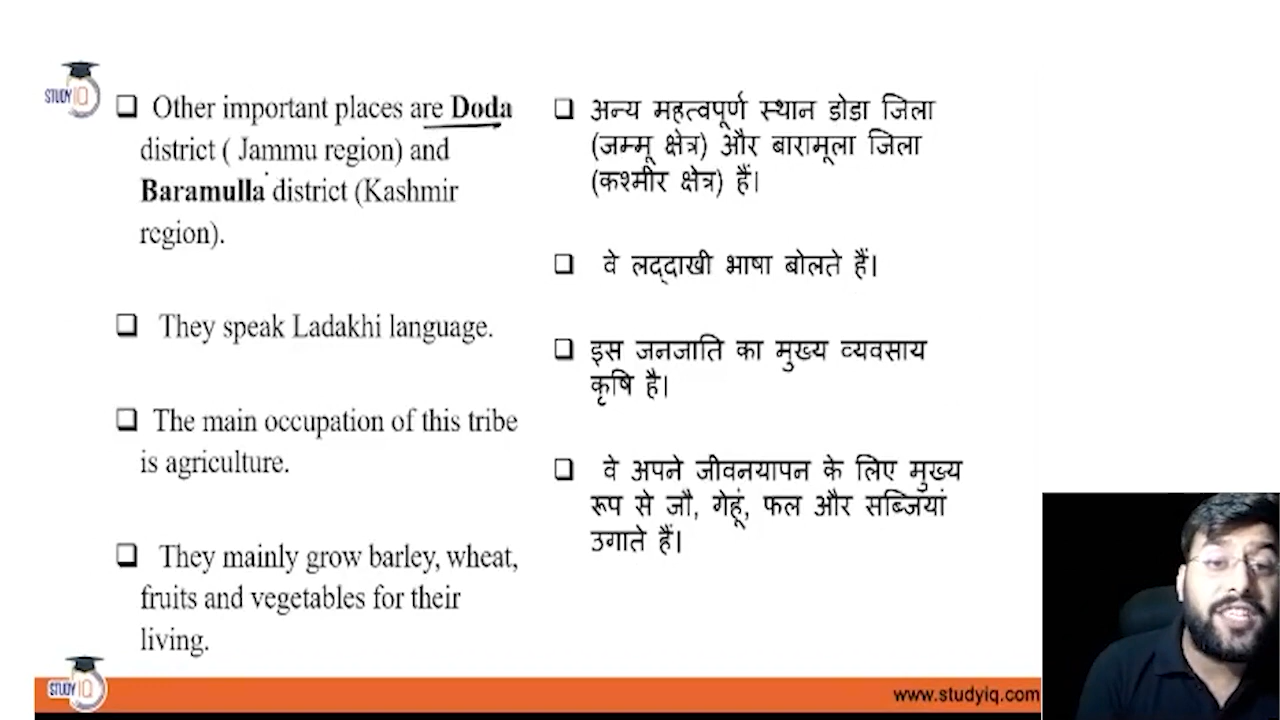 STUDY IQ
❑ Other important places are Doda
district ( Jammu region) and
Baramulla district (Kashmir
region).
❑ They speak Ladakhi language.
❑ The main occupation of this tribe
is agriculture.
❑ They mainly grow barley, wheat,
fruits and vegetables for their
living.
❑ अन्य महत्वपूर्ण स्थान डोडा जिला
(जम्मू क्षेत्र) और बारामूला जिला
(कश्मीर क्षेत्र) हैं।
❑ वे लद्दाखी भाषा बोलते हैं।
❑ इस जनजाति का मुख्य व्यवसाय
कृषि है।
❑ वे अपने जीवनयापन के लिए मुख्य
रूप से जौ, गेहूं, फल और सब्जियां
उगाते हैं।
STUDY IQ
www.studyiq.com